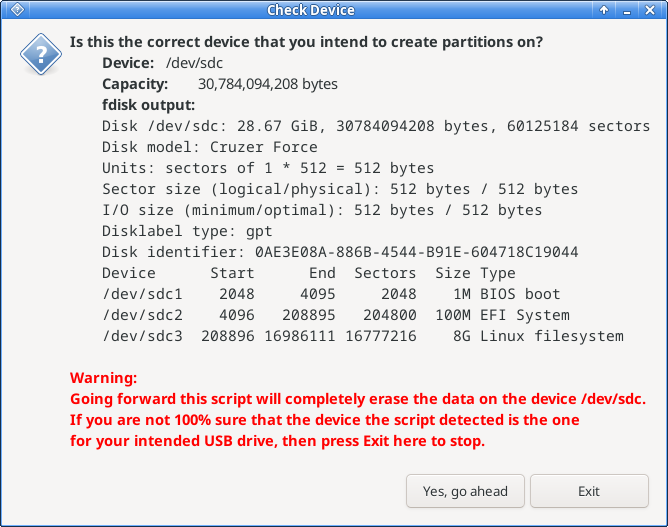 Check Device
Is this the correct device that you intend to create partitions on?
Device: /dev/sdc
Capacity: 30,784,094,208 bytes
fdisk output:
Disk /dev/sdc: 28.67 GiB, 30784094208 bytes, 60125184 sectors
Disk model: Cruzer Force
Units: sectors of 1 * 512 = 512 bytes
Sector size (logical/physical): 512 bytes / 512 bytes
I/O size (minimum/optimal): 512 bytes / 512 bytes
Disklabel type: gpt
Disk identifier: 0AE3E08A-886B-4544-B91E-604718C19044
Device Start End Sectors Size Type
/dev/sdc1 2048 4095 2048 1M BIOS boot
/dev/sdc2 4096 208895 204800 100M EFI System
/dev/sdc3 208896 16986111 16777216 8G Linux filesystem
Warning:
Going forward this script will completely erase the data on the device /dev/sdc.
If you are not 100% sure that the device the script detected is the one
for your intended USB drive, then press Exit here to stop.
Yes, go ahead
Exit